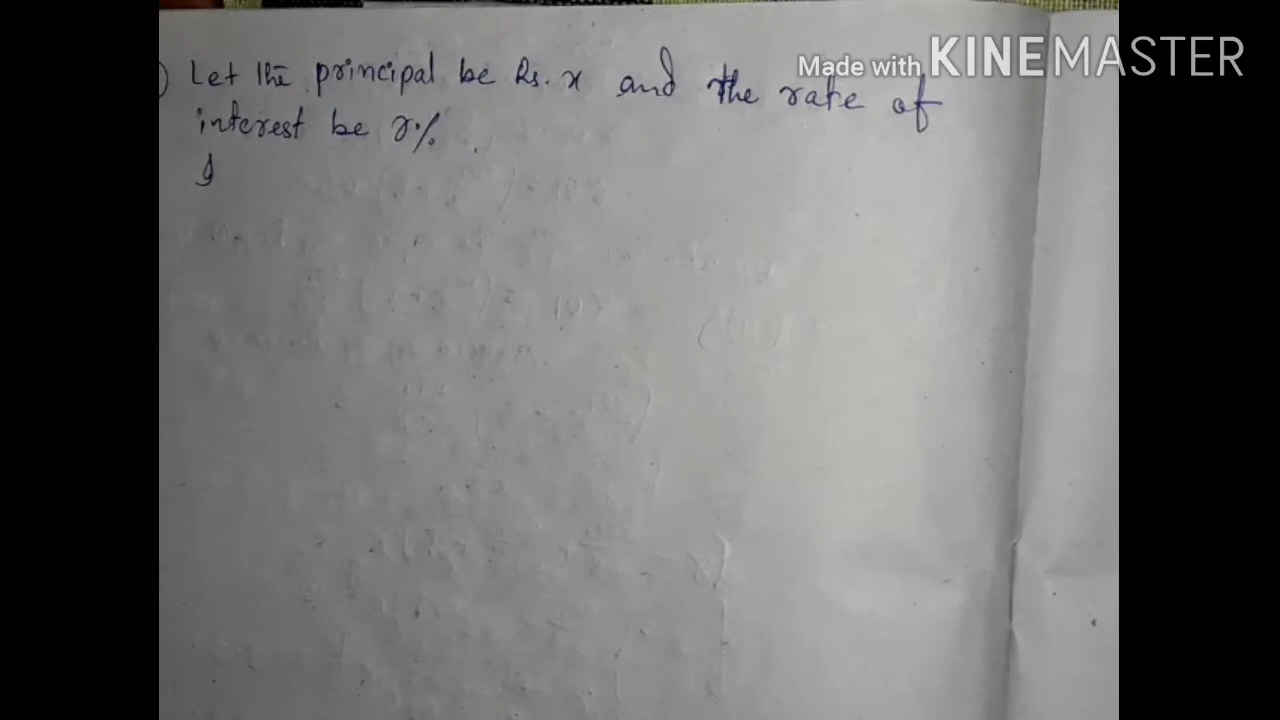 Made with KINEMASTER
) Let the principal be Rs. x and the rate of
interest be r%.